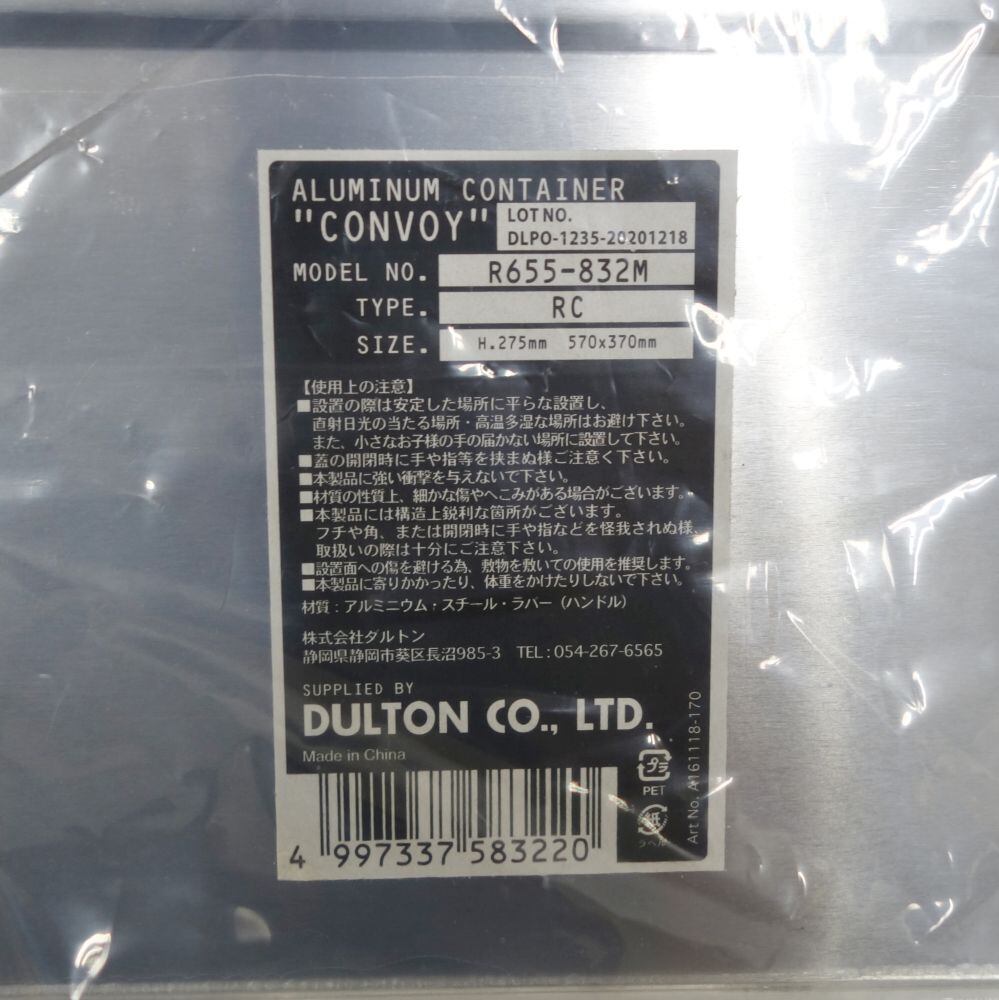 ALUMINUM CONTAINER
"CONVOY"
LOT NO.
DLPO-1235-20201218
MODEL NO. R655-832M
TYPE. RC
SIZE. H.275mm 570x370mm
【使用上の注意】
■設置の際は安定した場所に平らな設置し、
直射日光の当たる場所・高温多湿な場所はお避け下さい。
また、小さなお子様の手の届かない場所に設置して下さい。
■蓋の開閉時に手や指等を挟まぬ様ご注意ください。
■本製品に強い衝撃を与えないで下さい。
■材質の性質上、細かな傷やへこみがある場合がございます。
■本製品には構造上鋭利な箇所がございます。
フチや角、または開閉時に手や指などを怪我されぬ様、
取扱いの際は十分にご注意下さい。
■設置面への傷を避ける為、敷物を敷いての使用を推奨します。
■本製品に寄りかかったり、体重をかけたりしないで下さい。
材質：アルミニウム・スチール・ラバー（ハンドル）
株式会社ダルトン
静岡県静岡市葵区長沼985-3 TEL：054-267-6565
SUPPLIED BY
DULTON CO., LTD.
Made in China
プラ
PET
紙
ラベル
Art No. A161118-170
4 997337 583220